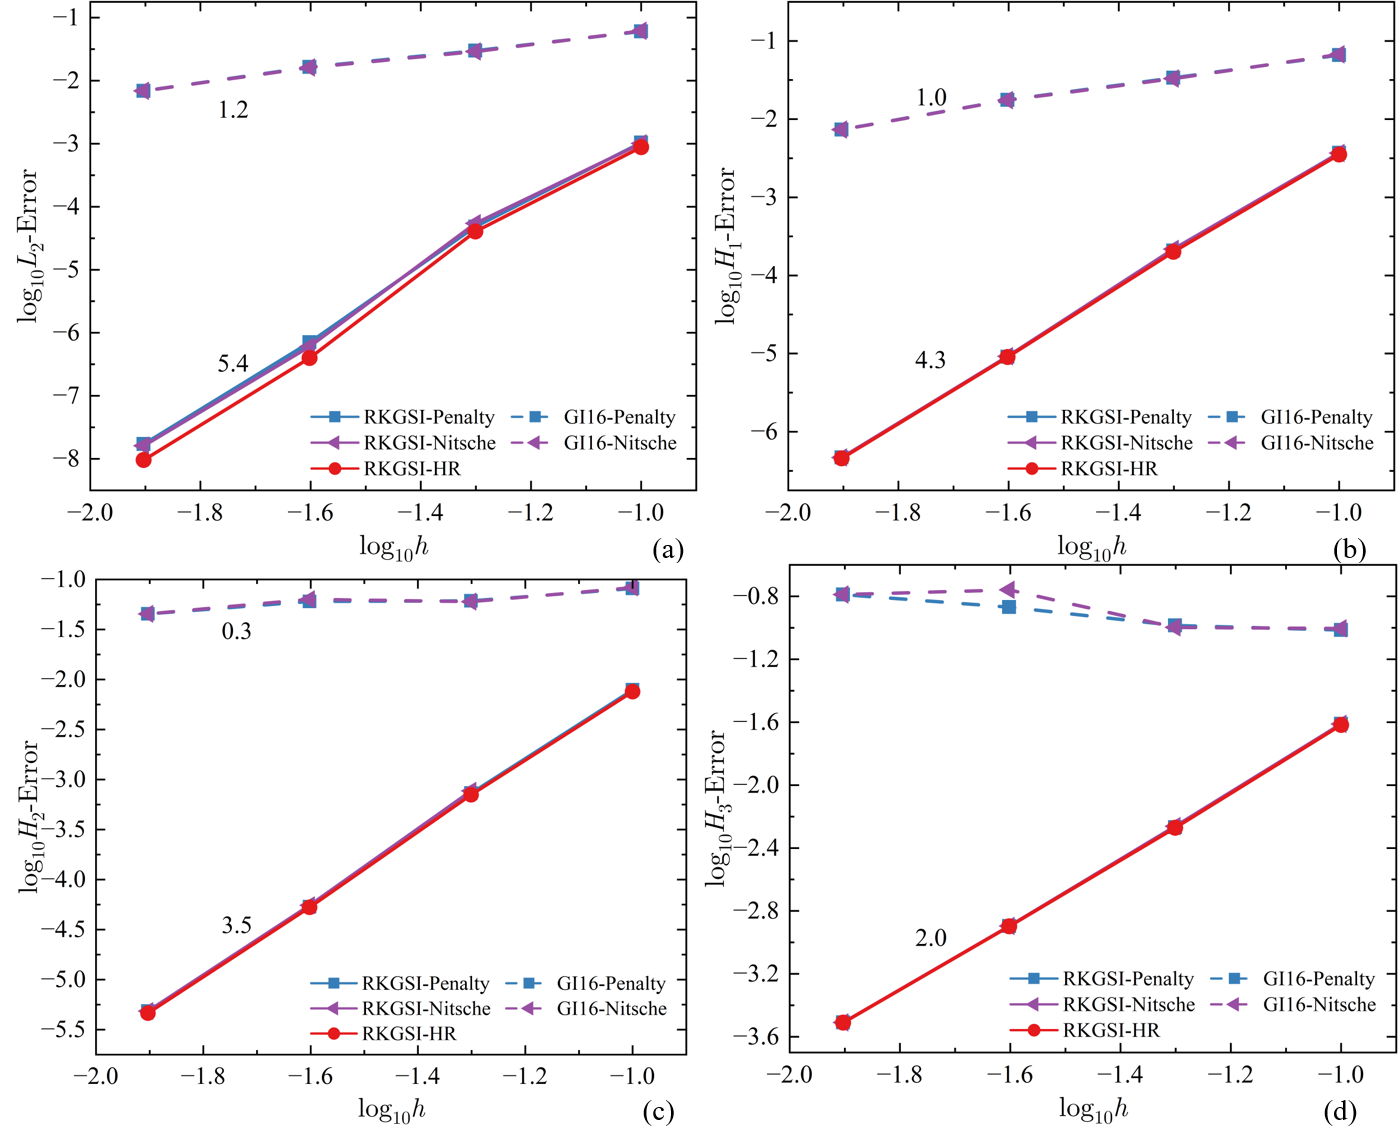 −1
−2
−3
−4
−5
−6
−7
−8
log₁₀L₂-Error
1.2
5.4
RKGSI-Penalty GI16-Penalty
RKGSI-Nitsche GI16-Nitsche
RKGSI-HR
−2.0 −1.8 −1.6 −1.4 −1.2 −1.0
log₁₀h
(a)
−1
−2
−3
−4
−5
−6
log₁₀H₁-Error
1.0
4.3
RKGSI-Penalty GI16-Penalty
RKGSI-Nitsche GI16-Nitsche
RKGSI-HR
−2.0 −1.8 −1.6 −1.4 −1.2 −1.0
log₁₀h
(b)
−1.0
−1.5
−2.0
−2.5
−3.0
−3.5
−4.0
−4.5
−5.0
−5.5
log₁₀H₂-Error
0.3
3.5
RKGSI-Penalty GI16-Penalty
RKGSI-Nitsche GI16-Nitsche
RKGSI-HR
−2.0 −1.8 −1.6 −1.4 −1.2 −1.0
log₁₀h
(c)
−0.8
−1.2
−1.6
−2.0
−2.4
−2.8
−3.2
−3.6
log₁₀H₃-Error
2.0
RKGSI-Penalty GI16-Penalty
RKGSI-Nitsche GI16-Nitsche
RKGSI-HR
−2.0 −1.8 −1.6 −1.4 −1.2 −1.0
log₁₀h
(d)